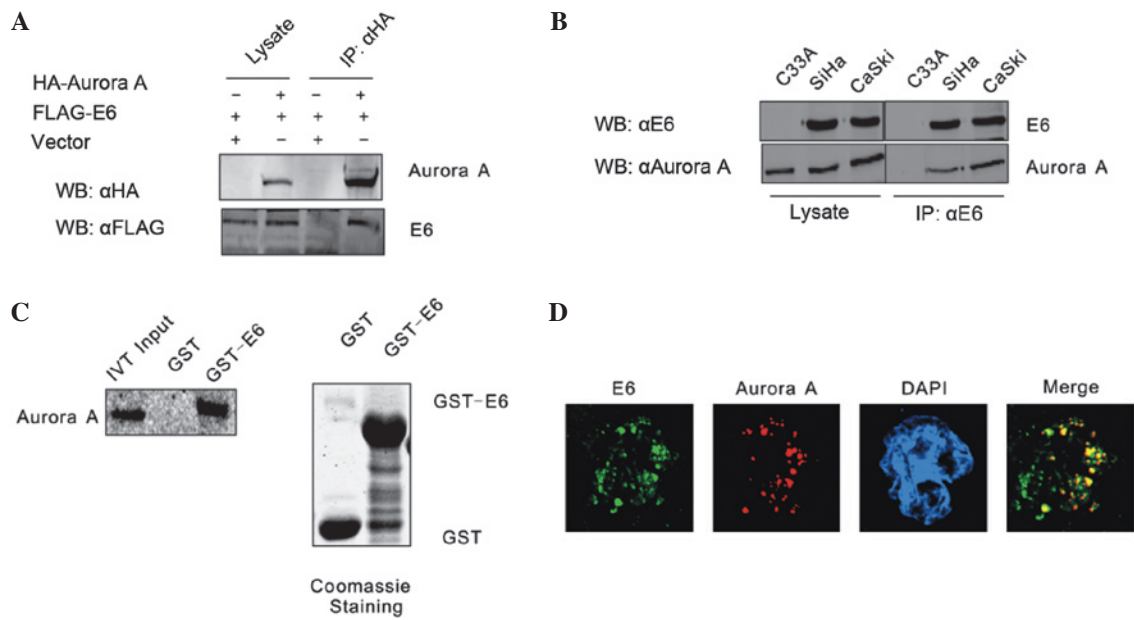 A
Lysate
IP: αHA
HA-Aurora A
- + - +
FLAG-E6
+ + + +
Vector
+ - + -
WB: αHA
Aurora A
WB: αFLAG
E6
B
C33A
SiHa
CaSki
C33A
SiHa
CaSki
WB: αE6
E6
WB: αAurora A
Aurora A
Lysate
IP: αE6
C
IVT Input
GST
GST-E6
Aurora A
GST
GST-E6
GST-E6
GST
Coomassie
Staining
D
E6
Aurora A
DAPI
Merge